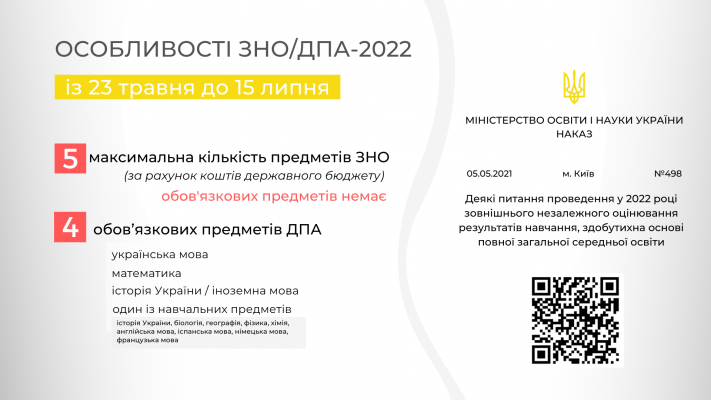 ОСОБЛИВОСТІ ЗНО/ДПА-2022
із 23 травня до 15 липня
5 максимальна кількість предметів ЗНО
(за рахунок коштів державного бюджету)
обов'язкових предметів немає
4 обов’язкових предметів ДПА
українська мова
математика
історія України / іноземна мова
один із навчальних предметів
історія України, біологія, географія, фізика, хімія,
англійська мова, іспанська мова, німецька мова,
французька мова
МІНІСТЕРСТВО ОСВІТИ І НАУКИ УКРАЇНИ
НАКАЗ
05.05.2021 м. Київ №498
Деякі питання проведення у 2022 році
зовнішнього незалежного оцінювання
результатів навчання, здобутихна основі
повної загальної середньої освіти